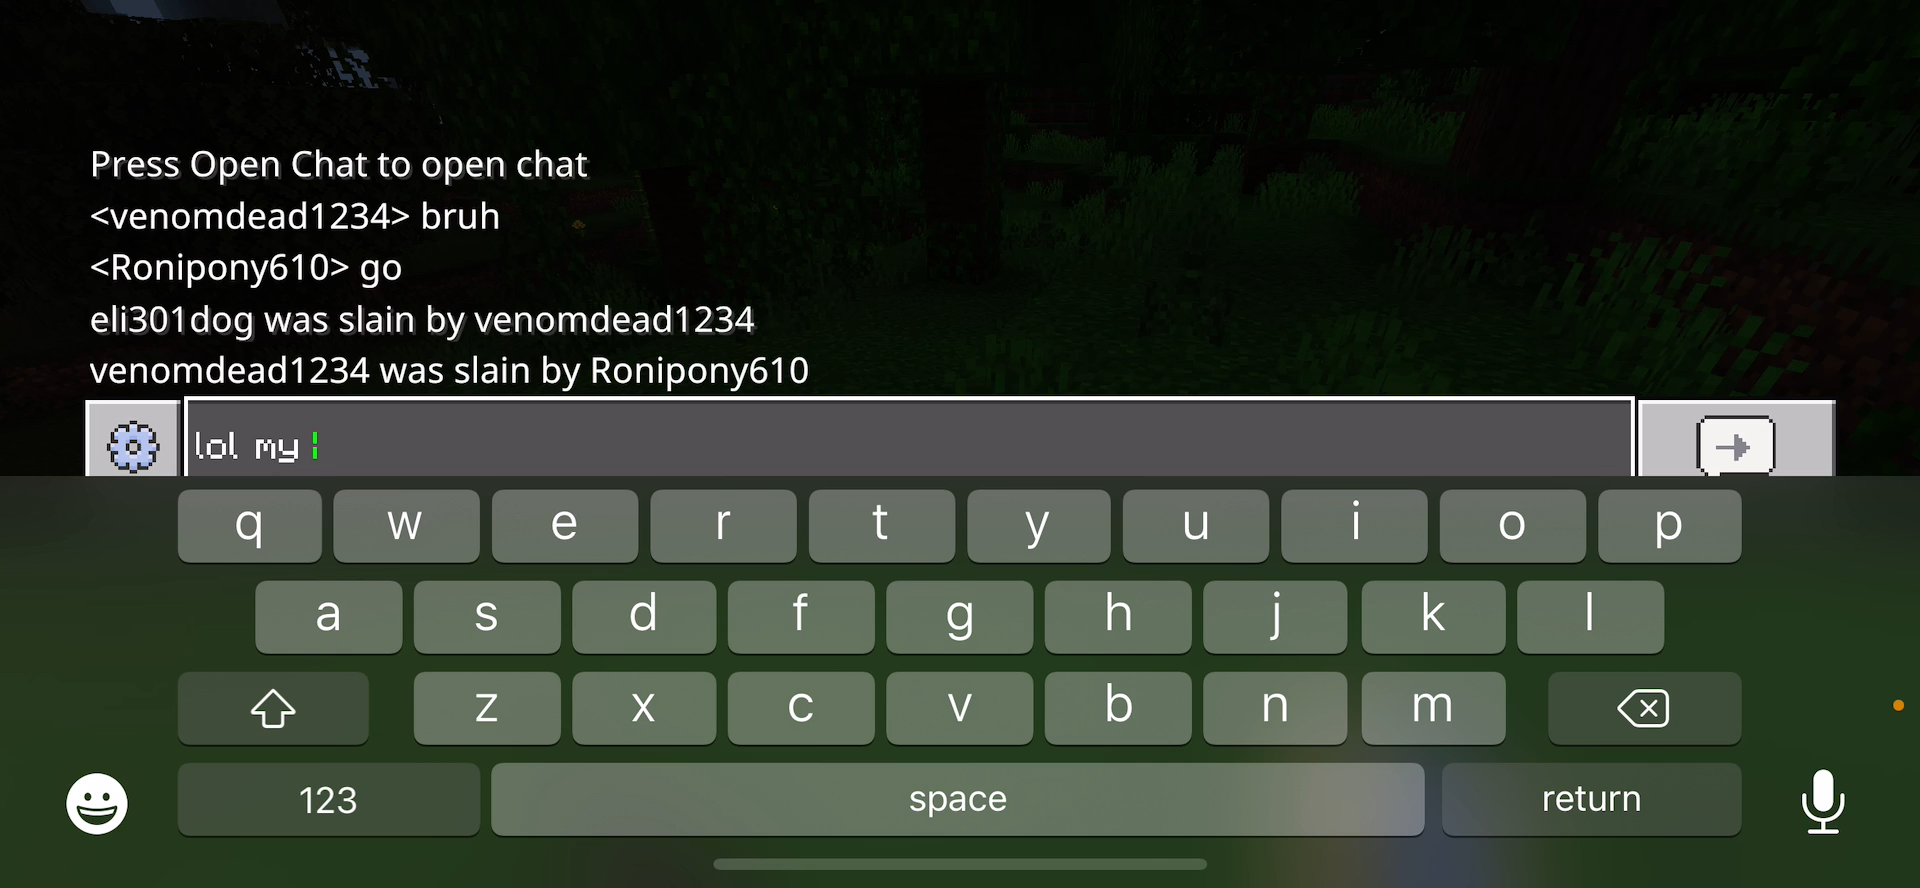 Press Open Chat to open chat
<venomdead1234> bruh
<Ronipony610> go
eli301dog was slain by venomdead1234
venomdead1234 was slain by Ronipony610
lol my
q w e r t y u i o p
a s d f g h j k l
z x c v b n m
123 space return